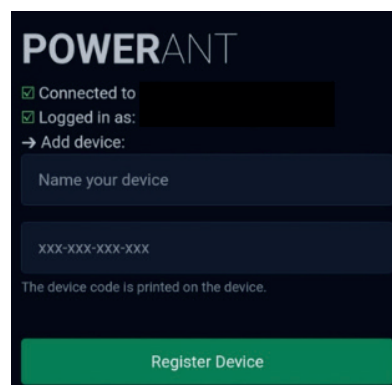 POWERANT
Connected to
Logged in as:
→ Add device:
Name your device
xxx-xxx-xxx-xxx
The device code is printed on the device.
Register Device